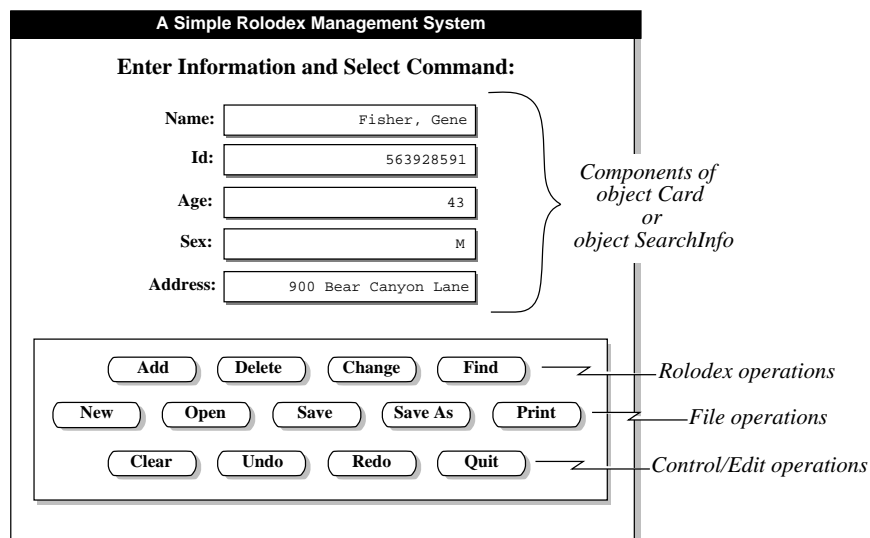 A Simple Rolodex Management System
Enter Information and Select Command:
Name: Fisher, Gene
Id: 563928591
Age: 43
Sex: M
Address: 900 Bear Canyon Lane
Components of
object Card
or
object SearchInfo
Add Delete Change Find
Rolodex operations
New Open Save Save As Print
File operations
Clear Undo Redo Quit
Control/Edit operations